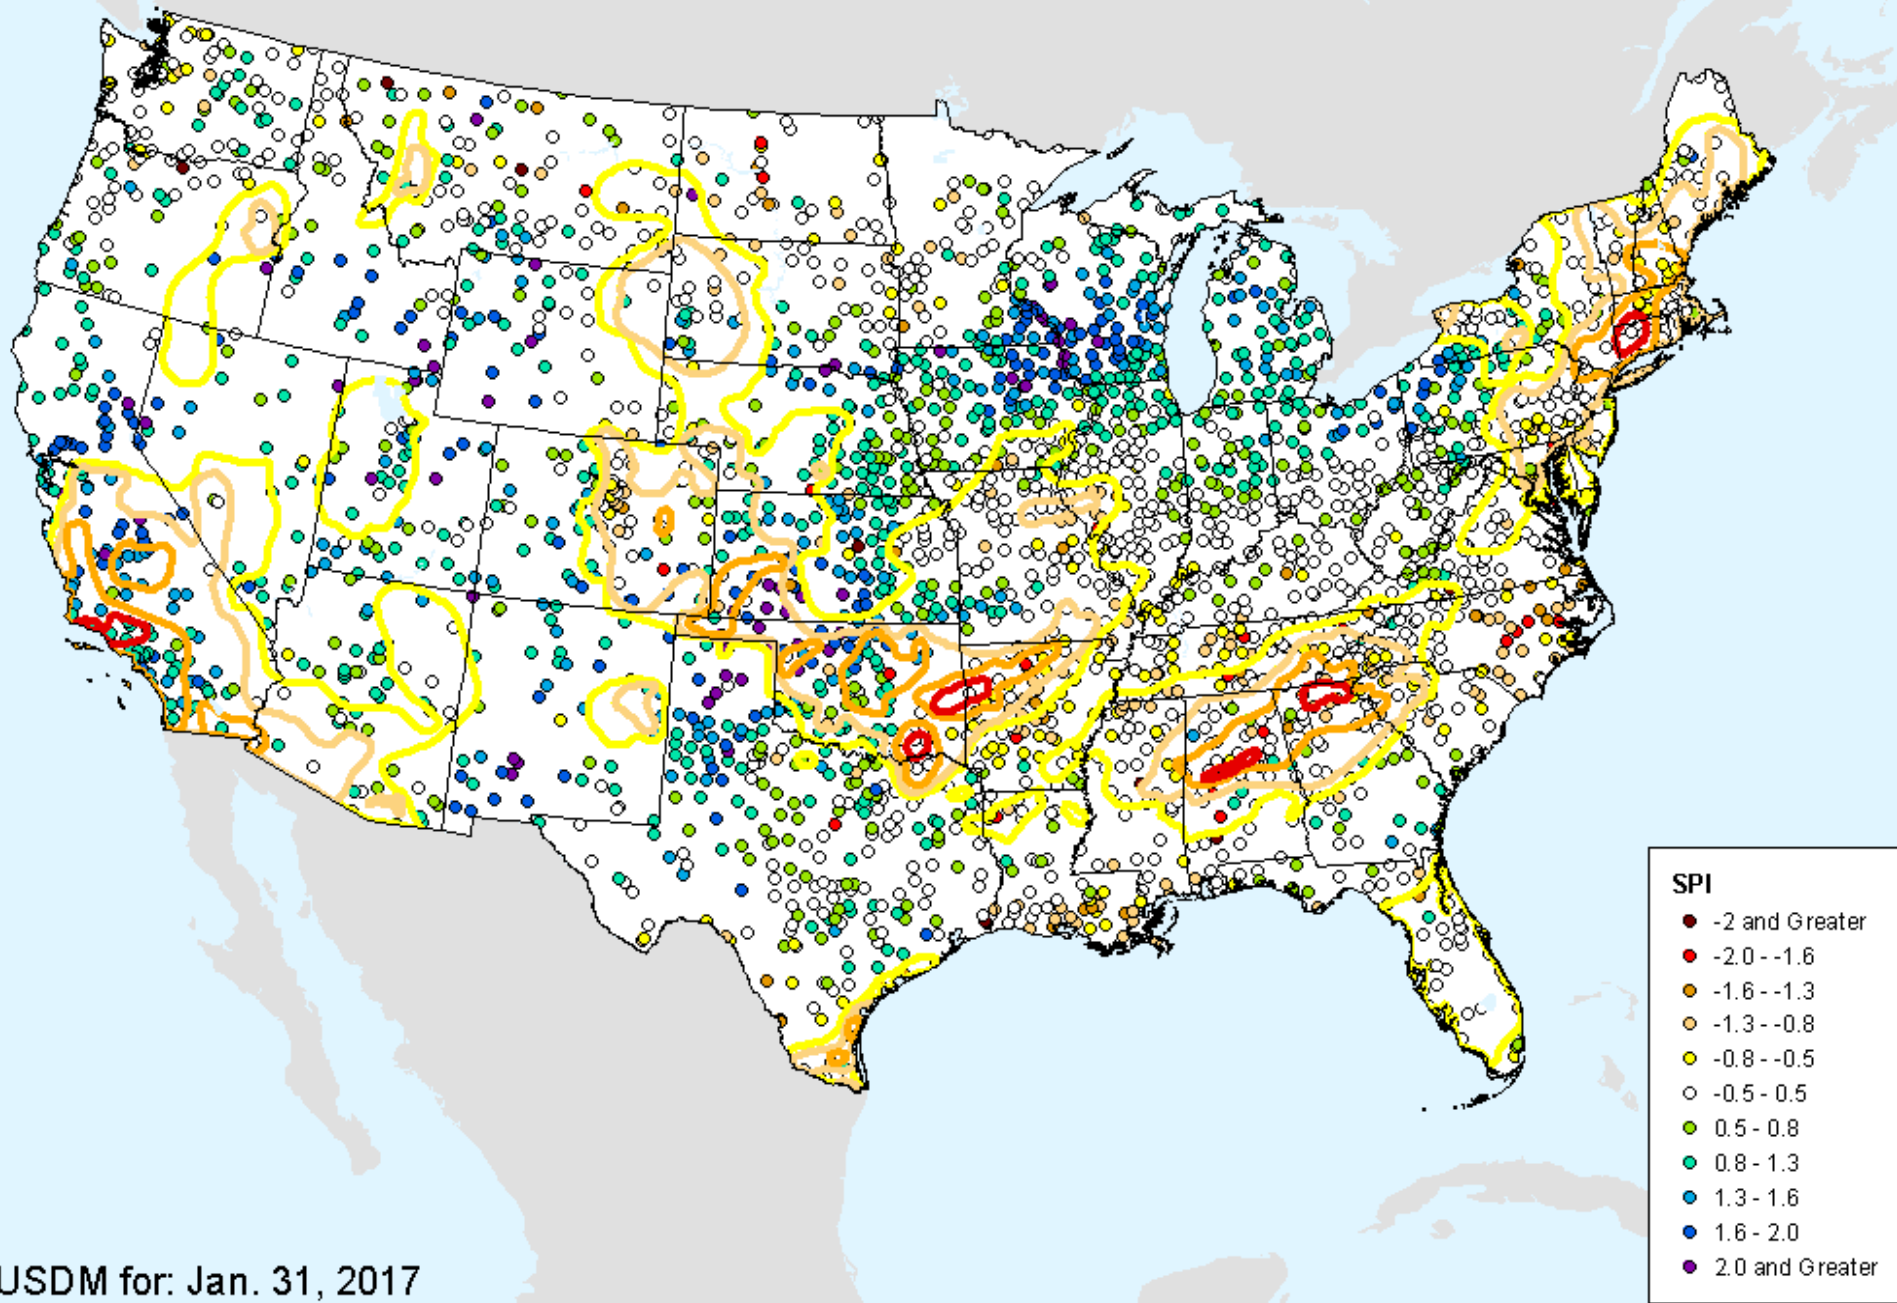 SPI
-2 and Greater
-2.0 - -1.6
-1.6 - -1.3
-1.3 - -0.8
-0.8 - -0.5
-0.5 - 0.5
0.5 - 0.8
0.8 - 1.3
1.3 - 1.6
1.6 - 2.0
2.0 and Greater
USDM for: Jan. 31, 2017